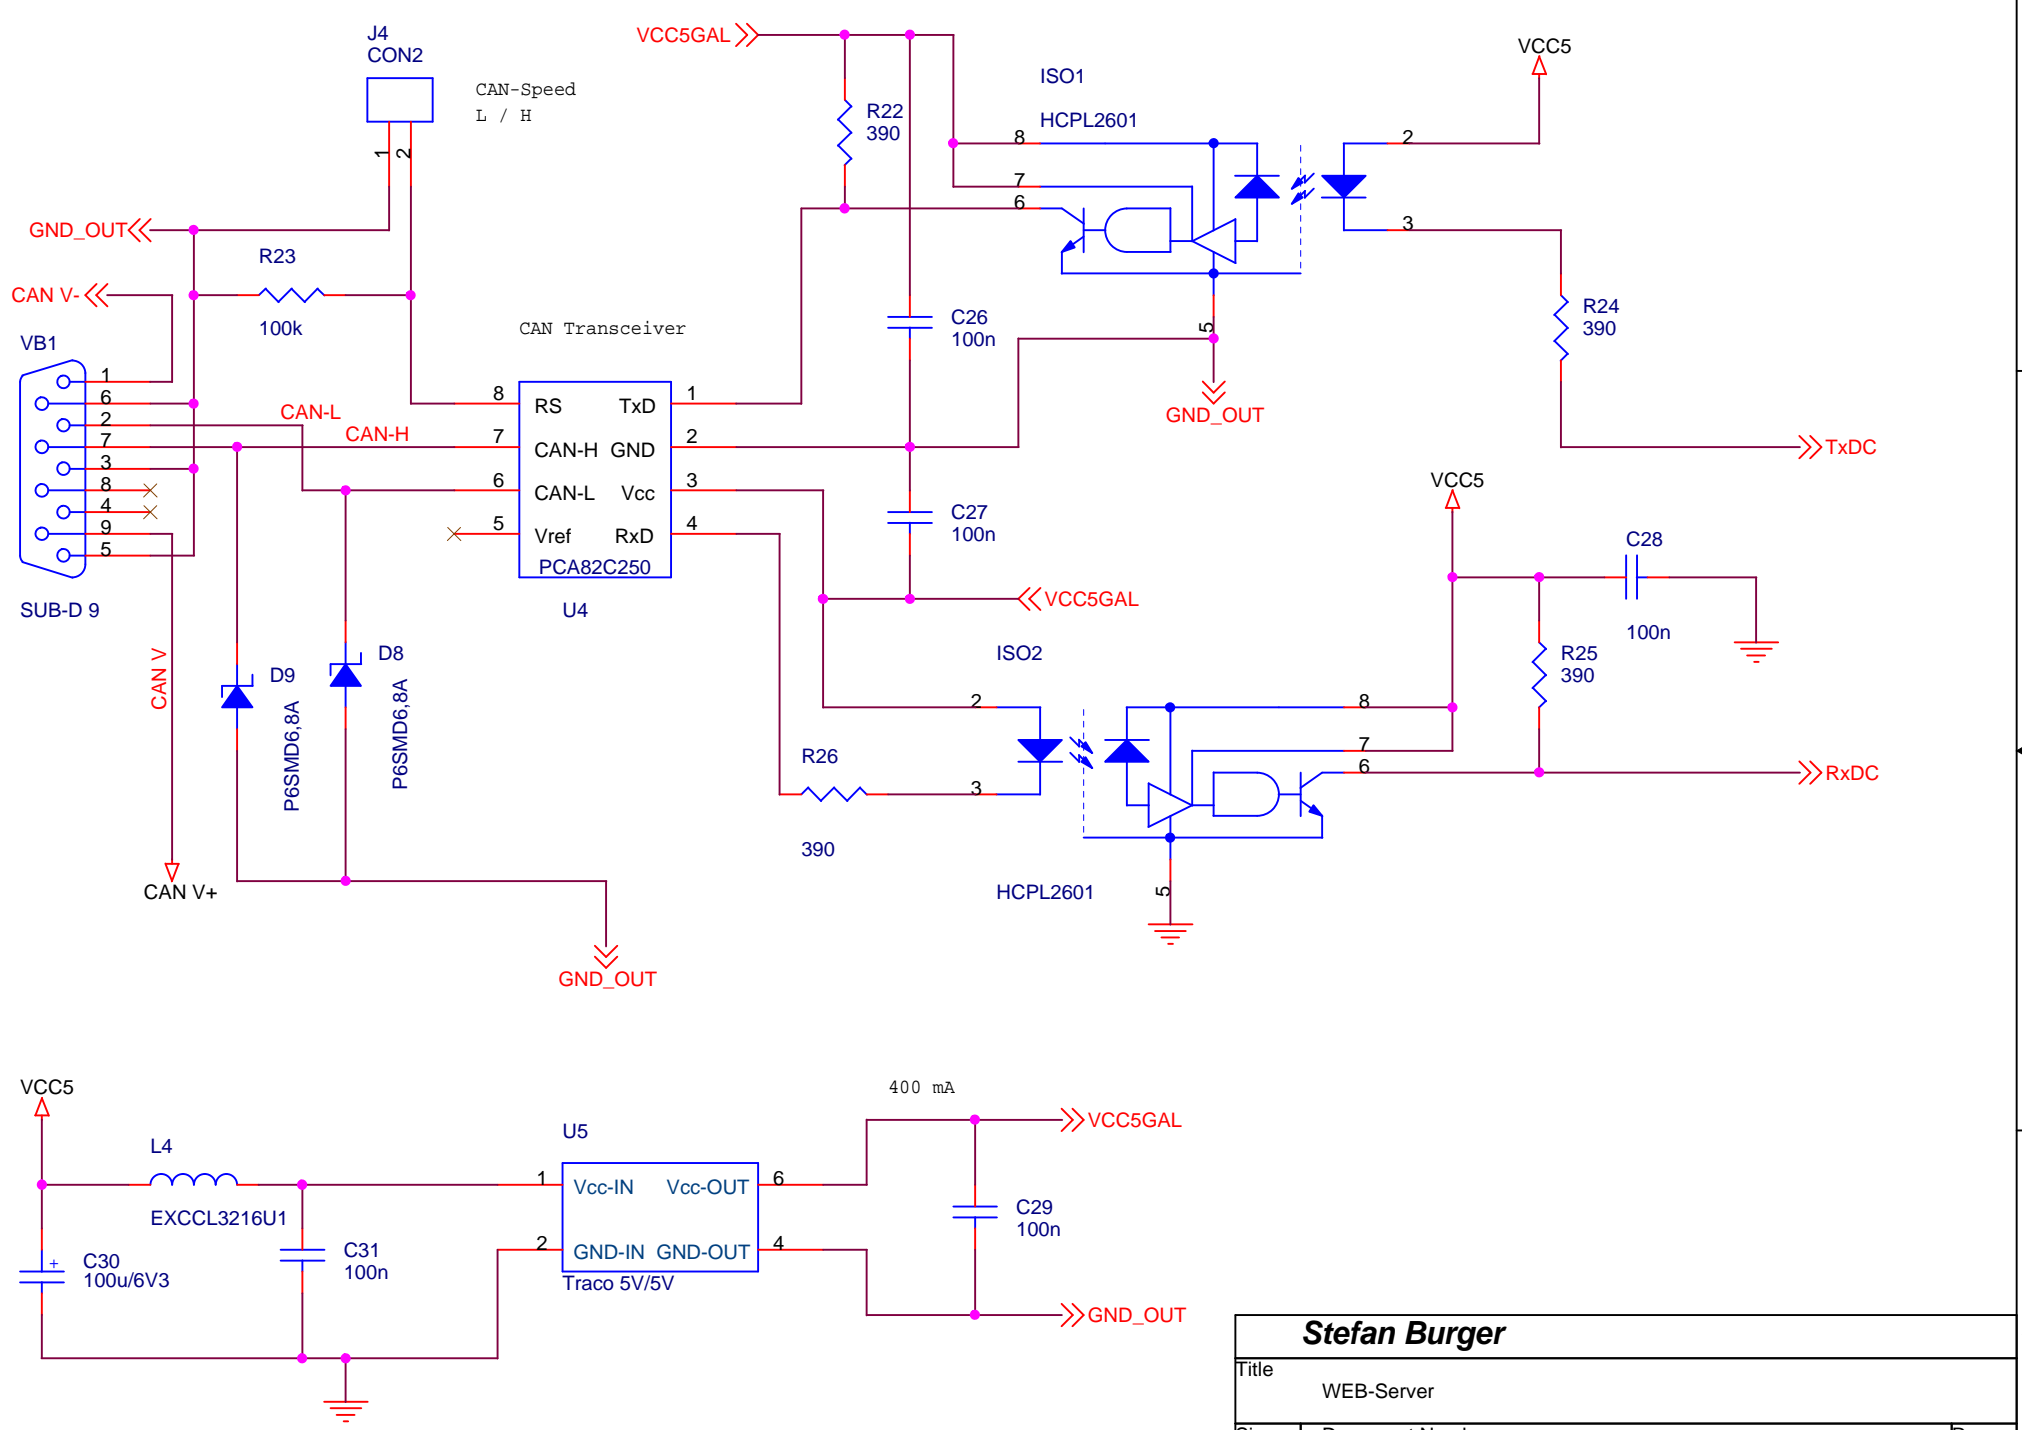 J4
CON2
CAN-Speed
L / H
1
2
GND_OUT
R23
100k
CAN V-
VB1
1
6
2
7
3
8
4
9
5
SUB-D 9
CAN-L
CAN-H
CAN V
CAN V+
D9
P6SMD6,8A
D8
P6SMD6,8A
GND_OUT
CAN Transceiver
8
7
6
5
RS
TxD
CAN-H
GND
CAN-L
Vcc
Vref
RxD
PCA82C250
U4
1
2
3
4
VCC5GAL
R22
390
C26
100n
C27
100n
VCC5GAL
ISO1
HCPL2601
8
7
6
5
2
3
GND_OUT
VCC5
R24
390
TxDC
ISO2
2
3
R26
390
HCPL2601
8
7
6
5
VCC5
C28
100n
R25
390
RxDC
VCC5
L4
EXCCL3216U1
+
C30
100u/6V3
C31
100n
U5
1
2
Vcc-IN
Vcc-OUT
GND-IN
GND-OUT
Traco 5V/5V
6
4
400 mA
C29
100n
VCC5GAL
GND_OUT
Stefan Burger
Title
WEB-Server